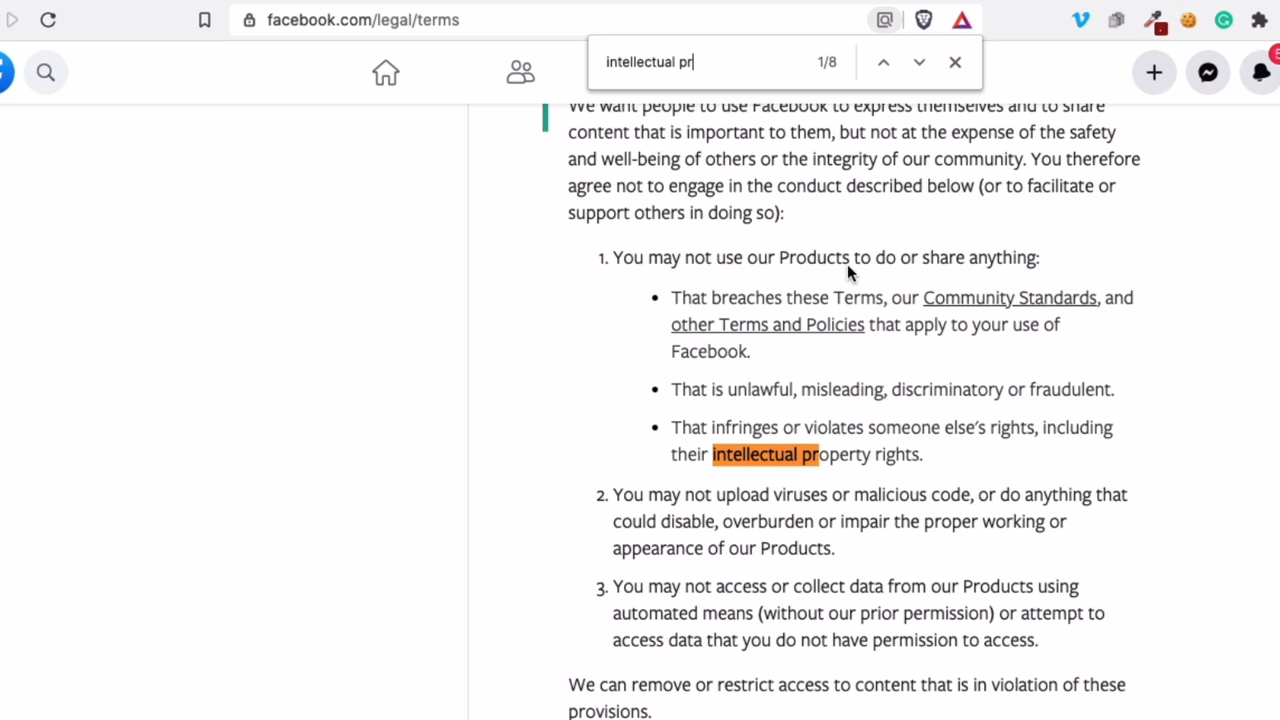 facebook.com/legal/terms
intellectual pr 1/8
We want people to use Facebook to express themselves and to share
content that is important to them, but not at the expense of the safety
and well-being of others or the integrity of our community. You therefore
agree not to engage in the conduct described below (or to facilitate or
support others in doing so):
1. You may not use our Products to do or share anything:
• That breaches these Terms, our Community Standards, and
other Terms and Policies that apply to your use of
Facebook.
• That is unlawful, misleading, discriminatory or fraudulent.
• That infringes or violates someone else's rights, including
their intellectual property rights.
2. You may not upload viruses or malicious code, or do anything that
could disable, overburden or impair the proper working or
appearance of our Products.
3. You may not access or collect data from our Products using
automated means (without our prior permission) or attempt to
access data that you do not have permission to access.
We can remove or restrict access to content that is in violation of these
provisions.